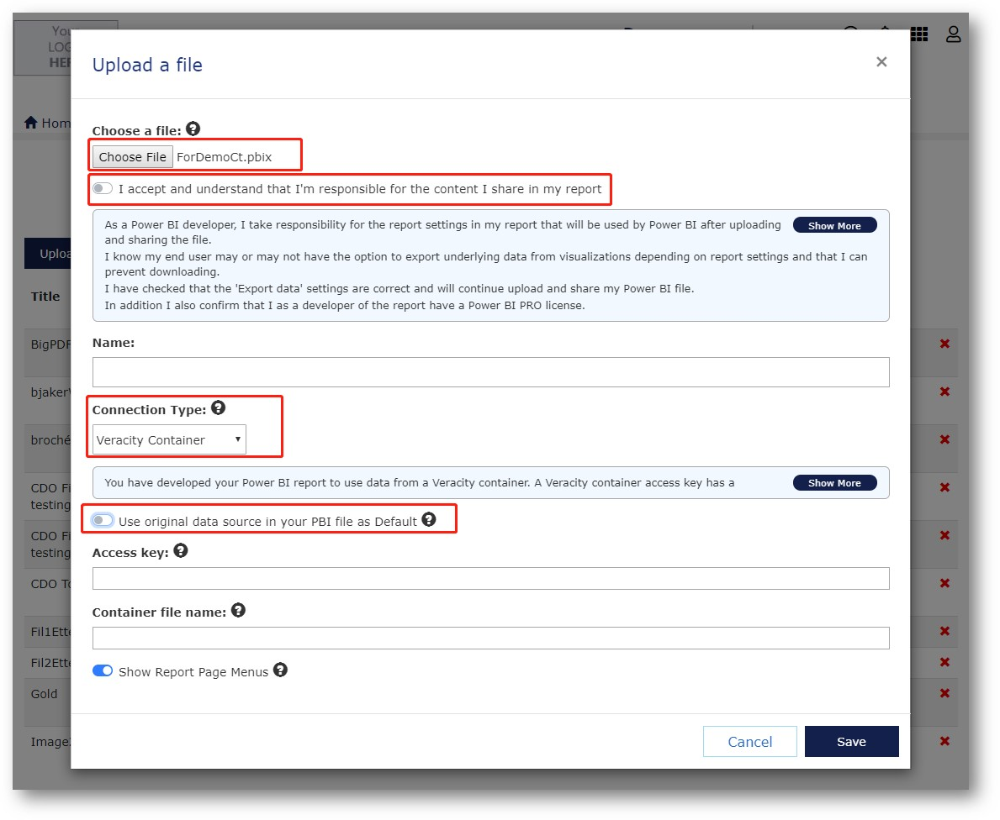 You
LOG
HER
Upload a file
×
Hom
Choose a file:
Choose File ForDemoCt.pbix
I accept and understand that I'm responsible for the content I share in my report
As a Power BI developer, I take responsibility for the report settings in my report that will be used by Power BI after uploading
and sharing the file.
Show More
I know my end user may or may not have the option to export underlying data from visualizations depending on report settings and that I can
prevent downloading.
I have checked that the 'Export data' settings are correct and will continue upload and share my Power BI file.
In addition I also confirm that I as a developer of the report have a Power BI PRO license.
Uploa
Title
Name:
BigPDF
bjaker
Connection Type:
Veracity Container
broché
You have developed your Power BI report to use data from a Veracity container. A Veracity container access key has a
Show More
CDO Fi
testing
Use original data source in your PBI file as Default
CDO Fi
testing
Access key:
CDO To
Container file name:
Fil1Ette
Fil2Ette
Show Report Page Menus
Gold
Image
Cancel
Save